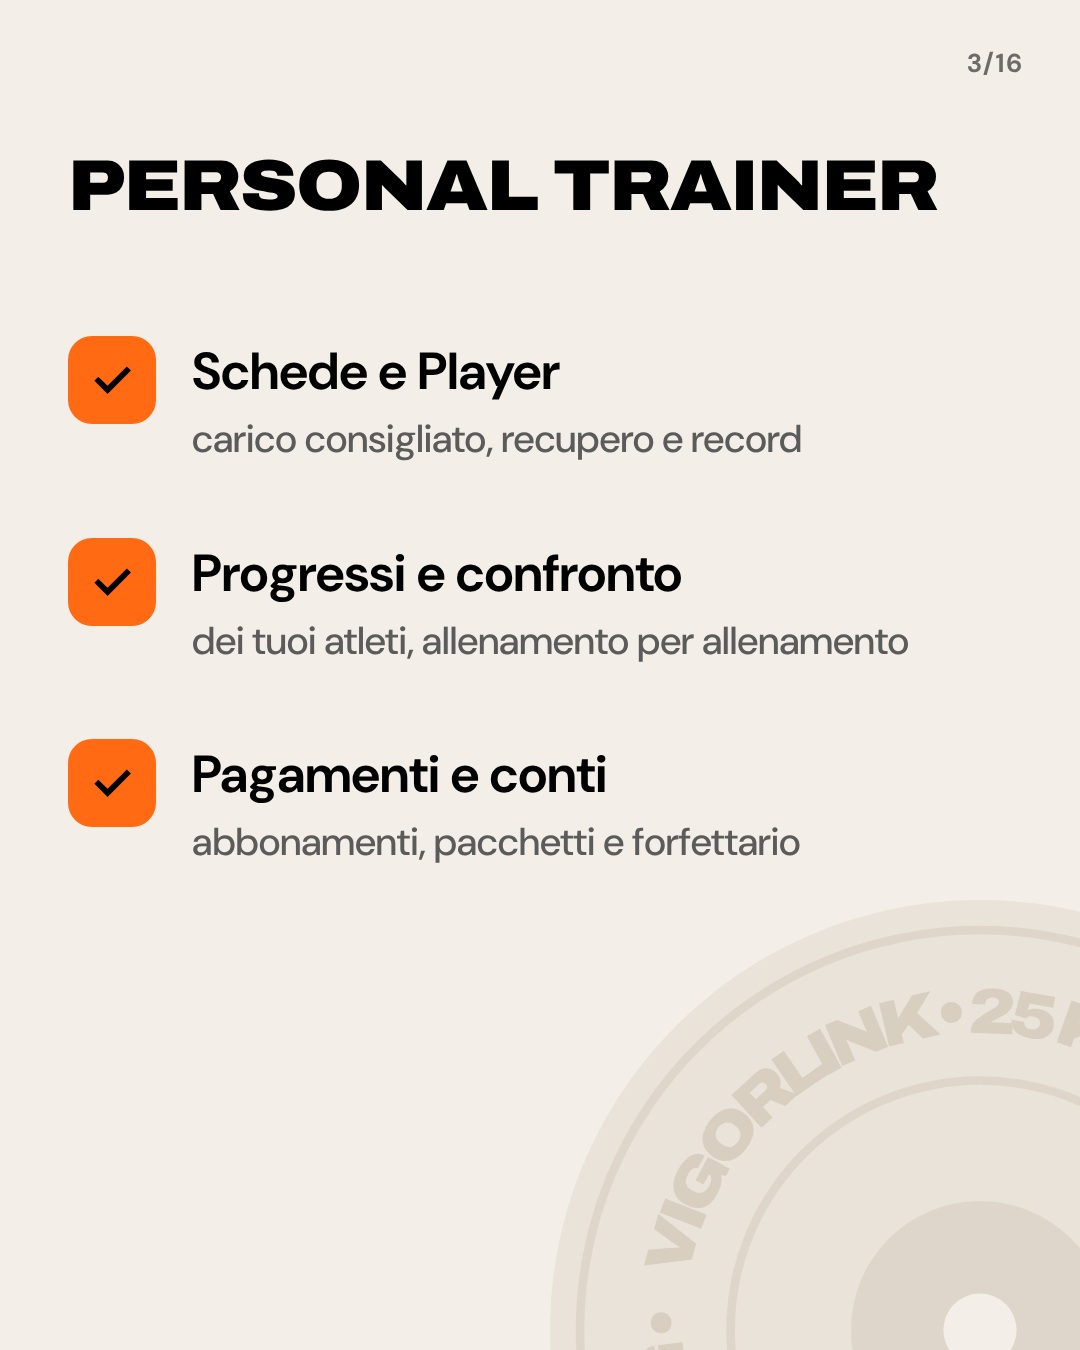 3/16
PERSONAL TRAINER
Schede e Player
carico consigliato, recupero e record
Progressi e confronto
dei tuoi atleti, allenamento per allenamento
Pagamenti e conti
abbonamenti, pacchetti e forfettario
VIGORLINK • 25